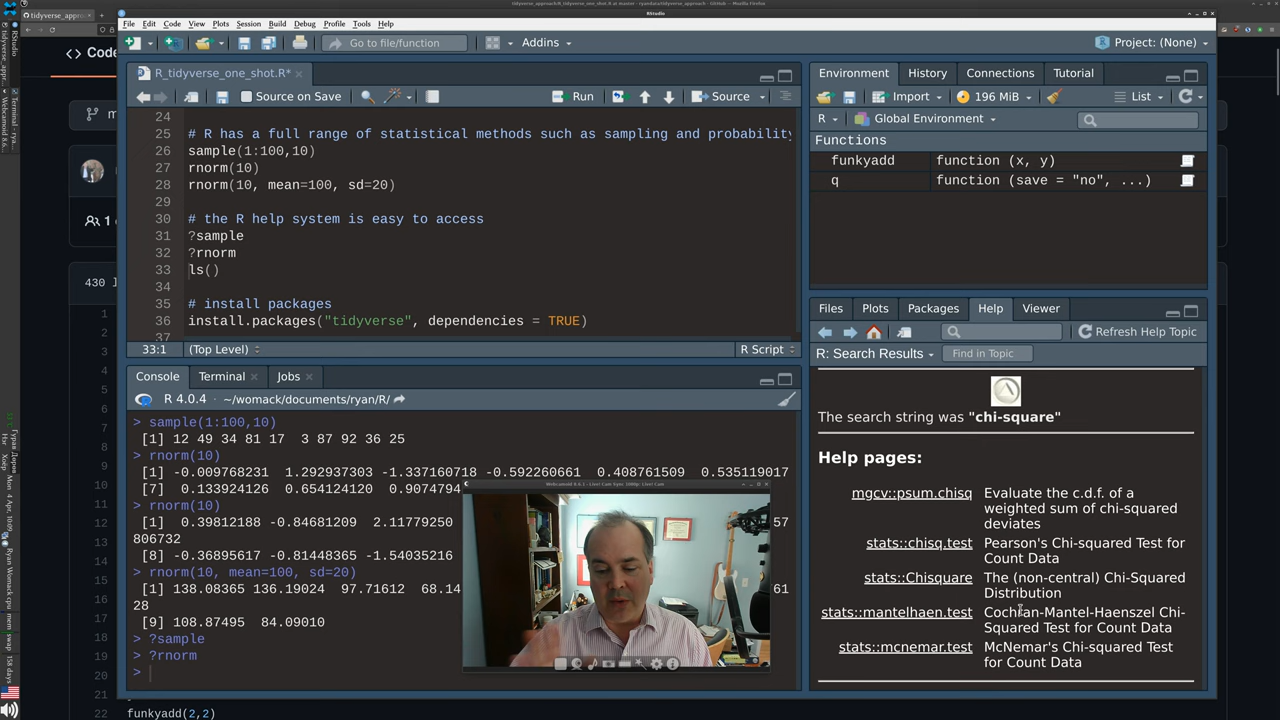 tidyverse_approach/R_tidyverse_one_shot.R at master · ryandata/tidyverse_approach · GitHub — Mozilla Firefox
RStudio
File Edit Code View Plots Session Build Debug Profile Tools Help
Go to file/function
Addins
Project: (None)
R_tidyverse_one_shot.R*
Source on Save
Run
Source
24
25 # R has a full range of statistical methods such as sampling and probability
26 sample(1:100,10)
27 rnorm(10)
28 rnorm(10, mean=100, sd=20)
29
30 # the R help system is easy to access
31 ?sample
32 ?rnorm
33 ls()
34
35 # install packages
36 install.packages("tidyverse", dependencies = TRUE)
37
33:1 (Top Level) R Script
Console Terminal Jobs
R 4.0.4 · ~/womack/documents/ryan/R/
> sample(1:100,10)
[1] 12 49 34 81 17 3 87 92 36 25
> rnorm(10)
[1] -0.009768231 1.292937303 -1.337160718 -0.592260661 0.408761509 0.535119017
[7] 0.133924126 0.654124120 0.9074794
> rnorm(10)
[1] 0.39812188 -0.84681209 2.11779250
57
806732
[8] -0.36895617 -0.81448365 -1.54035216
> rnorm(10, mean=100, sd=20)
[1] 138.08365 136.19024 97.71612 68.14
61
28
[9] 108.87495 84.09010
> ?sample
> ?rnorm
>
Environment History Connections Tutorial
Import 196 MiB List
R Global Environment
Functions
funkyadd function (x, y)
q function (save = "no", ...)
Files Plots Packages Help Viewer
Refresh Help Topic
R: Search Results Find in Topic
The search string was "chi-square"
Help pages:
mgcv::psum.chisq Evaluate the c.d.f. of a
weighted sum of chi-squared
deviates
stats::chisq.test Pearson's Chi-squared Test for
Count Data
stats::Chisquare The (non-central) Chi-Squared
Distribution
stats::mantelhaen.test Cochran-Mantel-Haenszel Chi-
Squared Test for Count Data
stats::mcnemar.test McNemar's Chi-squared Test
for Count Data
<> Code
430
1
2
3
4
5
6
7
8
9
10
11
12
13
14
15
16
17
18
19
20
22
funkyadd(2,2)